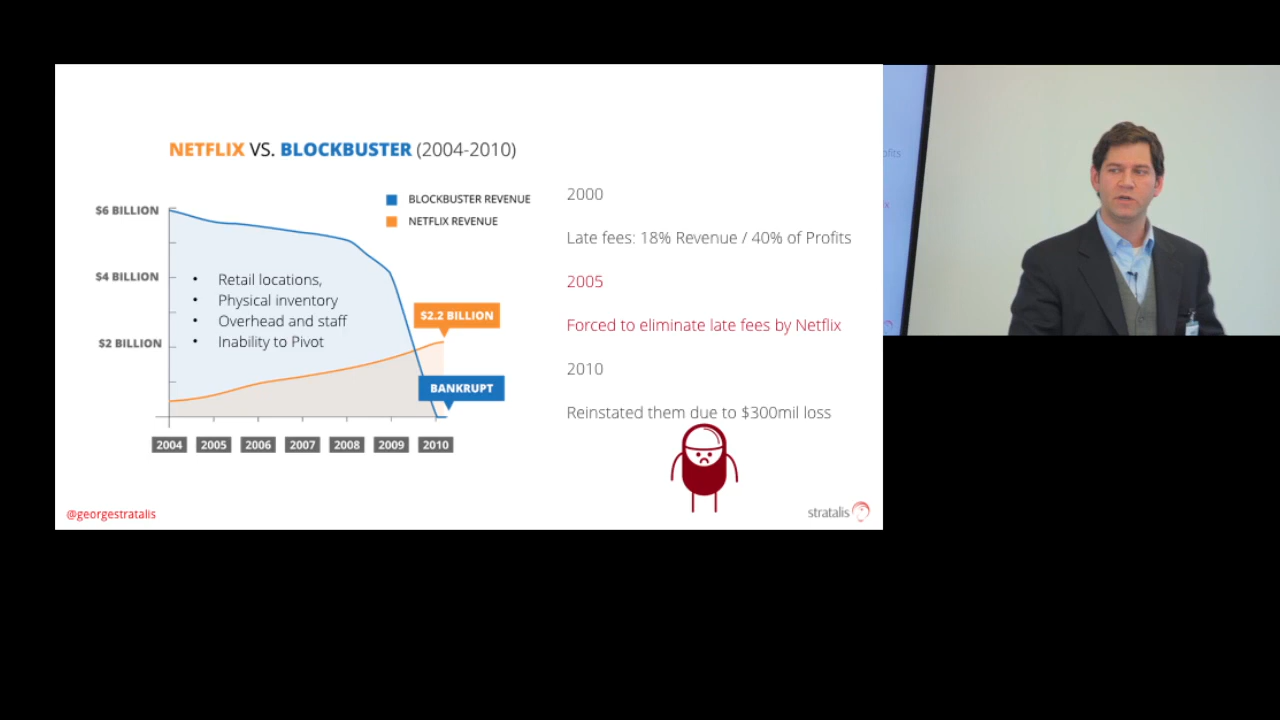 NETFLIX VS. BLOCKBUSTER (2004-2010)
BLOCKBUSTER REVENUE
NETFLIX REVENUE
$6 BILLION
$4 BILLION
$2 BILLION
• Retail locations,
• Physical inventory
• Overhead and staff
• Inability to Pivot
$2.2 BILLION
BANKRUPT
2004 2005 2006 2007 2008 2009 2010
2000
Late fees: 18% Revenue / 40% of Profits
2005
Forced to eliminate late fees by Netflix
2010
Reinstated them due to $300mil loss
@georgestratalis
stratalis